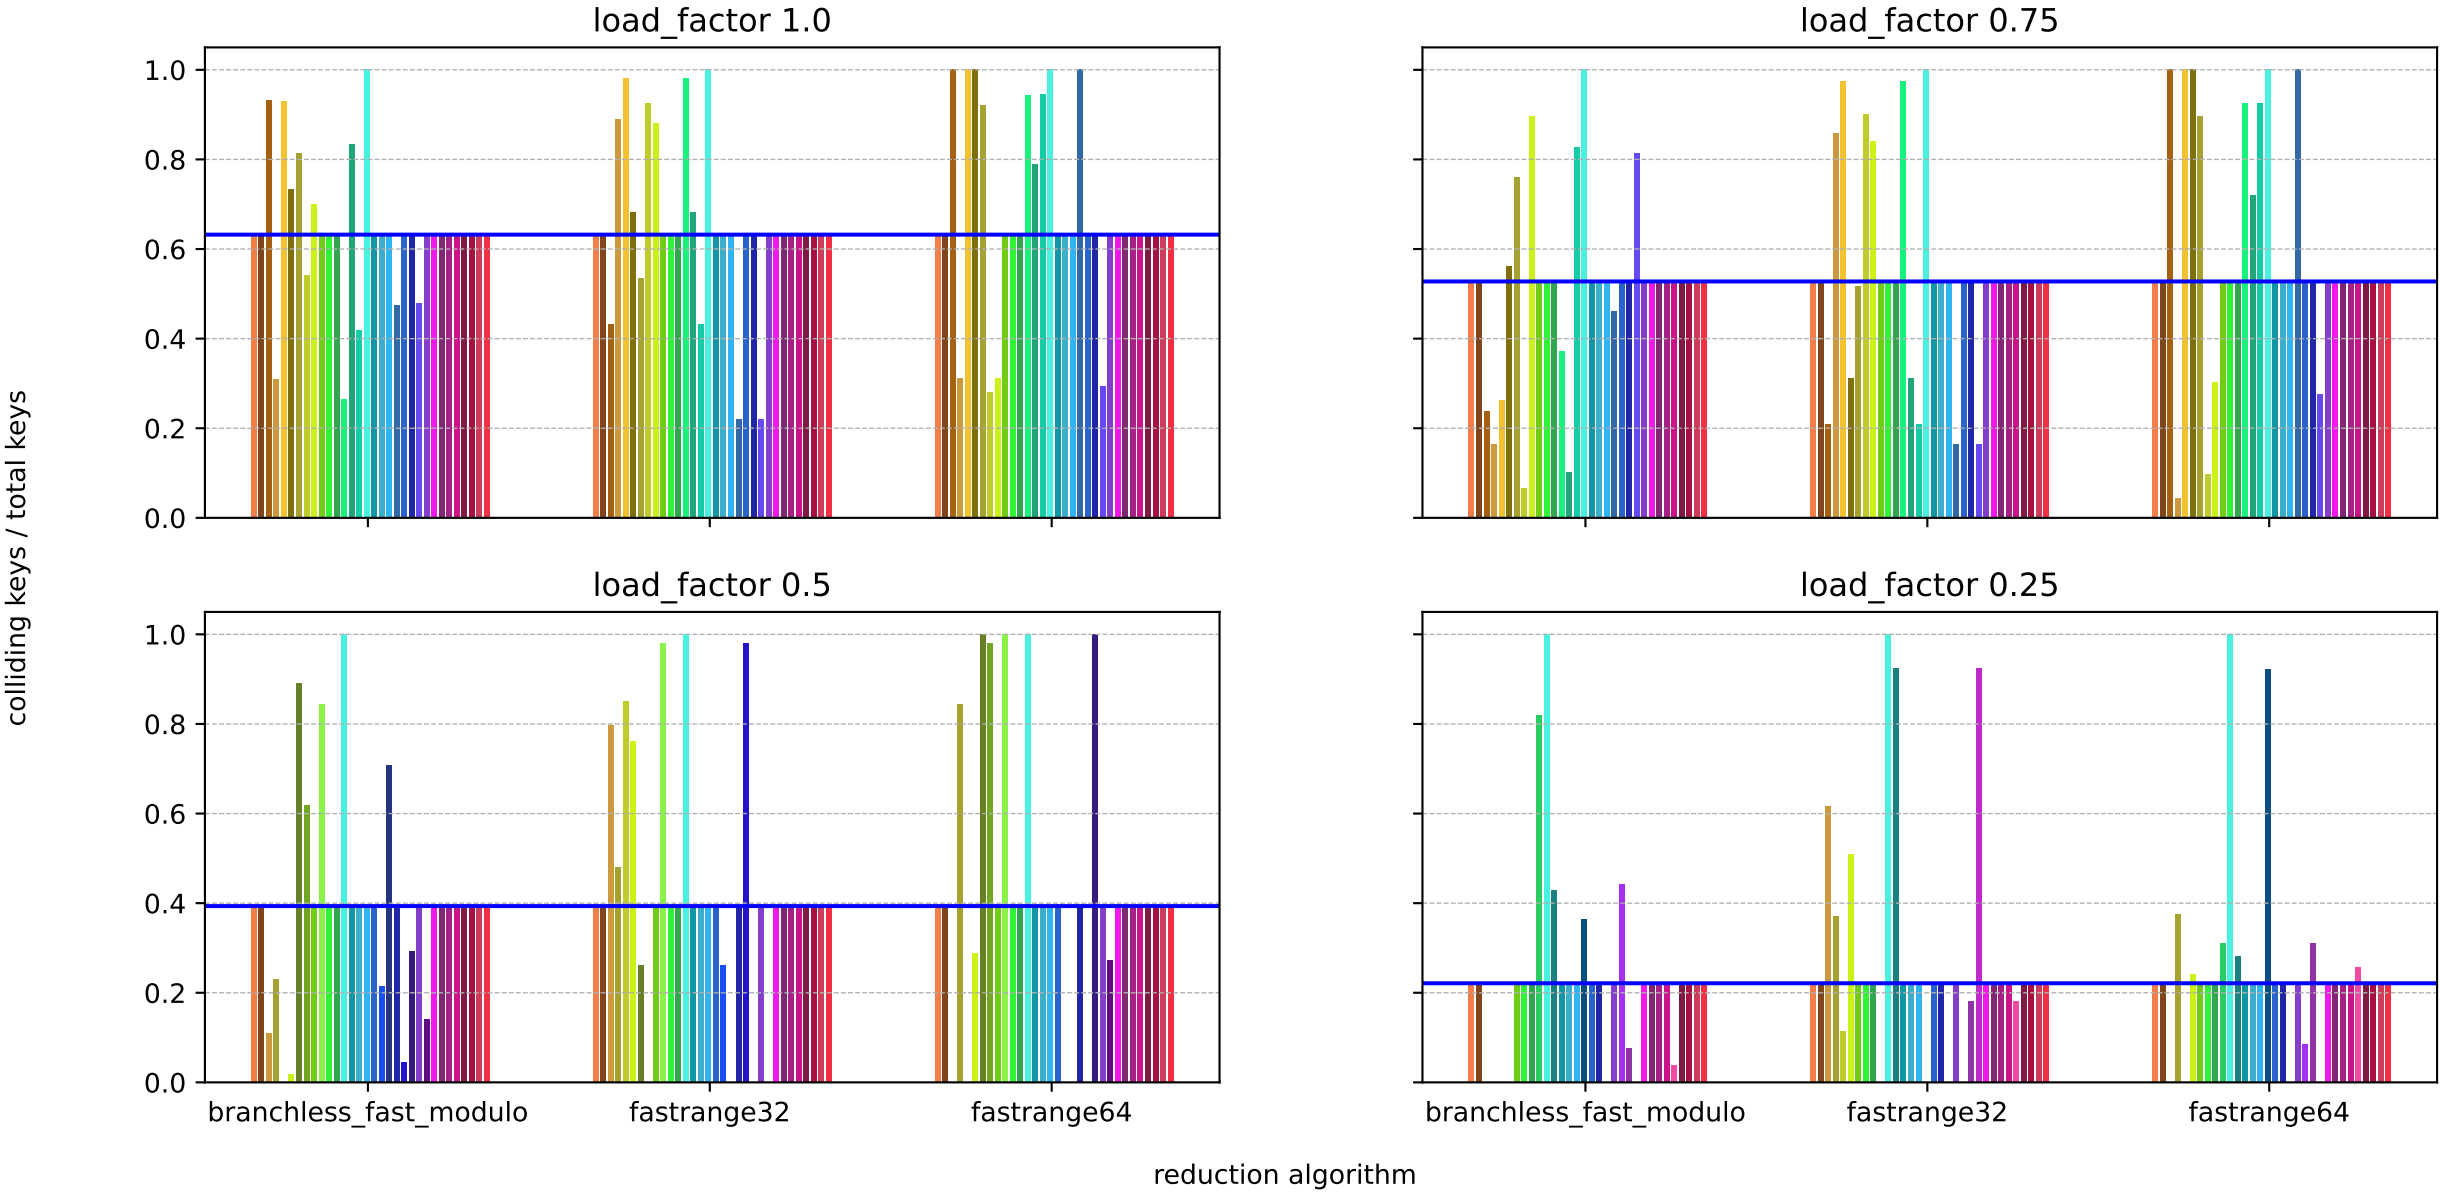 load_factor 1.0
load_factor 0.75
1.0
0.8
0.6
0.4
0.2
0.0
colliding keys / total keys
load_factor 0.5
load_factor 0.25
1.0
0.8
0.6
0.4
0.2
0.0
branchless_fast_modulo
fastrange32
fastrange64
branchless_fast_modulo
fastrange32
fastrange64
reduction algorithm